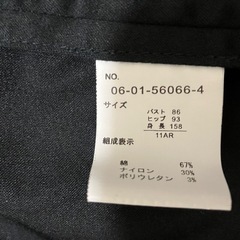 NO.
06-01-56066-4
サイズ
バスト 86
ヒップ 93
身長 158
11AR
組成表示
綿 67%
ナイロン 30%
ポリウレタン 3%